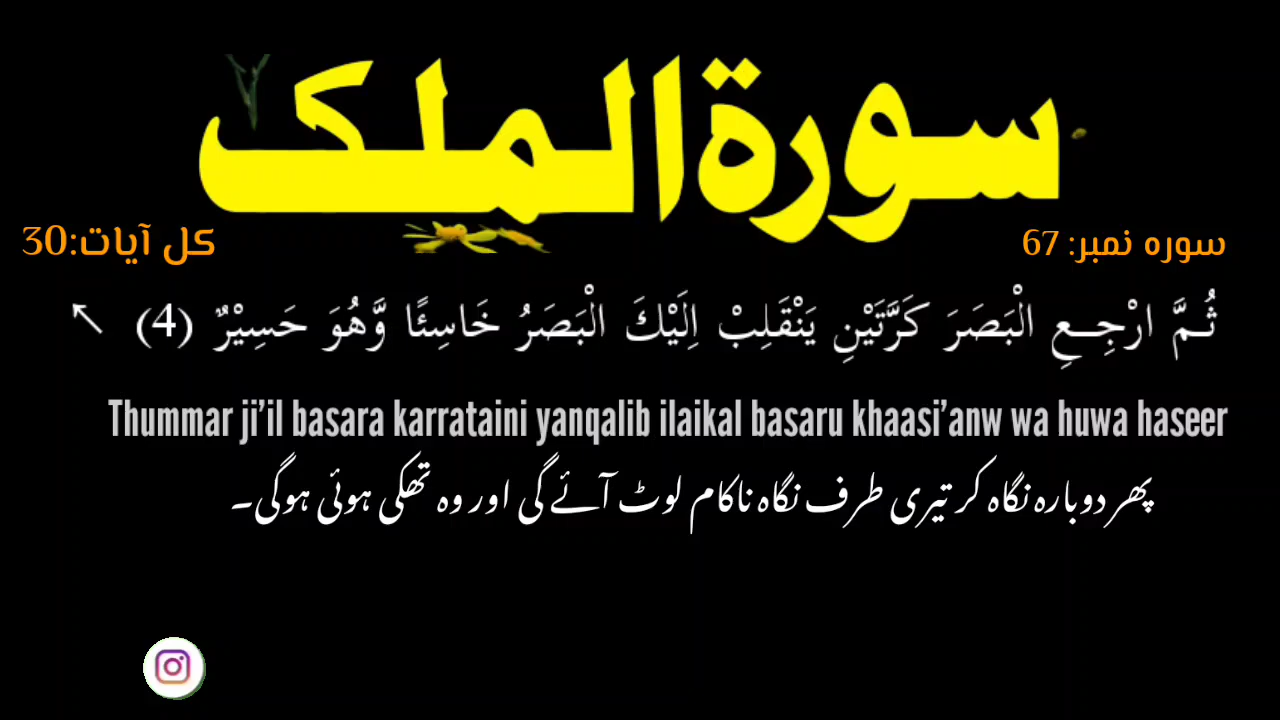 سورۃ الملک
سورہ نمبر: 67
کل آیات:30
ثُمَّ ارْجِعِ الْبَصَرَ كَرَّتَيْنِ يَنْقَلِبْ اِلَيْكَ الْبَصَرُ خَاسِئًا وَّهُوَ حَسِيْرٌ (4) ↖
Thummar ji’il basara karrataini yanqalib ilaikal basaru khaasi’anw wa huwa haseer
پھر دوبارہ نگاہ کر تیری طرف نگاہ ناکام لوٹ آئے گی اور وہ تھکی ہوئی ہوگی۔